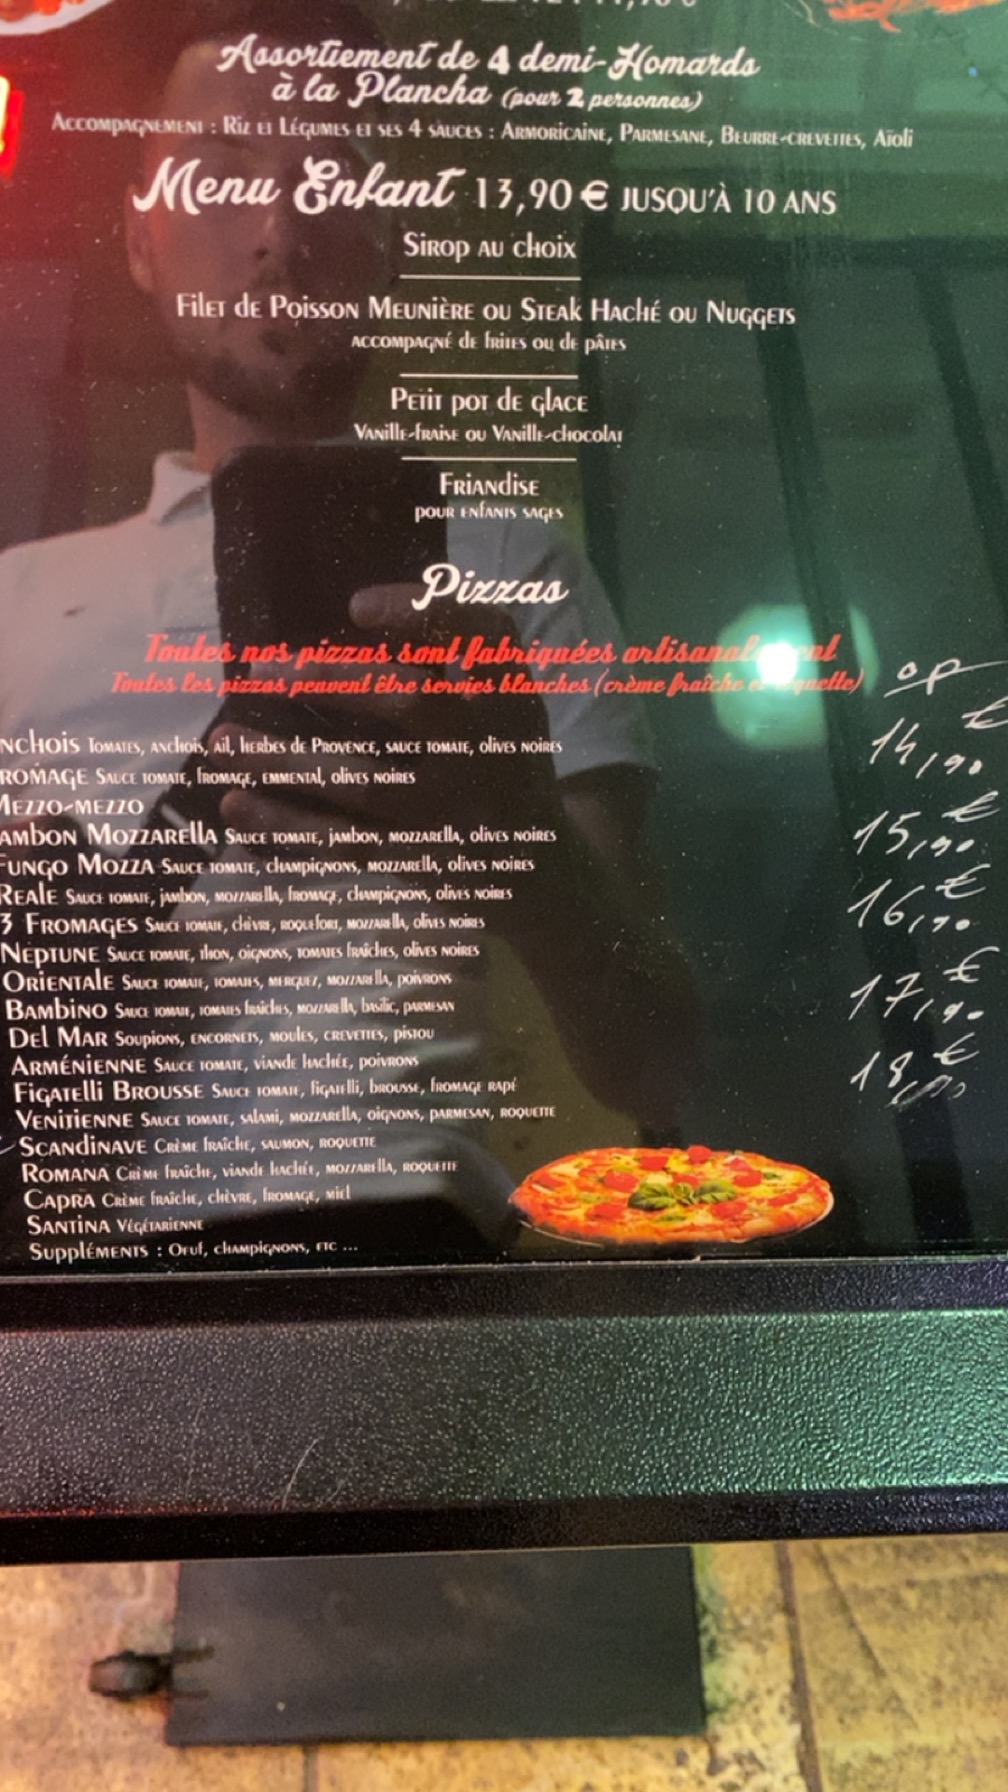 Assortiement de 4 demi-Homards
à la Plancha (pour 2 personnes)
Accompagnement : Riz et Légumes et ses 4 sauces : Armoricaine, Parmesane, Beurre-crevettes, Aïoli
Menu Enfant 13,90 € jusqu'à 10 ans
Sirop au choix
Filet de Poisson Meunière ou Steak Haché ou Nuggets
accompagné de frites ou de pâtes
Petit pot de glace
Vanille-fraise ou Vanille-chocolat
Friandise
pour enfants sages
Pizzas
Toutes nos pizzas sont fabriquées artisanalement
Toutes les pizzas peuvent être servies blanches (crème fraîche
op
nchois Tomates, anchois, ail, herbes de Provence, sauce tomate, olives noires 14,90 €
romage Sauce tomate, fromage, emmental, olives noires
Mezzo-mezzo
ambon Mozzarella Sauce tomate, jambon, mozzarella, olives noires 15,90 €
Fungo Mozza Sauce tomate, champignons, mozzarella, olives noires
Reale Sauce tomate, jambon, mozzarella, fromage, champignons, olives noires 16,90 €
3 Fromages Sauce tomate, chèvre, roquefort, mozzarella, olives noires
Neptune Sauce tomate, thon, oignons, tomates fraîches, olives noires
Orientale Sauce tomate, tomates, merguez, mozzarella, poivrons 17,90 €
Bambino Sauce tomate, tomates fraîches, mozzarella, basilic, parmesan
Del Mar Soupions, encornets, moules, crevettes, pistou
Arménienne Sauce tomate, viande hachée, poivrons 18,90 €
Figatelli Brousse Sauce tomate, figatelli, brousse, fromage rapé
Venitienne Sauce tomate, salami, mozzarella, oignons, parmesan, roquette
Scandinave Crème fraîche, saumon, roquette
Romana Crème fraîche, viande hachée, mozzarella, roquette
Capra Crème fraîche, chèvre, fromage, miel
Santina Végétarienne
Suppléments : Oeuf, champignons, etc ...